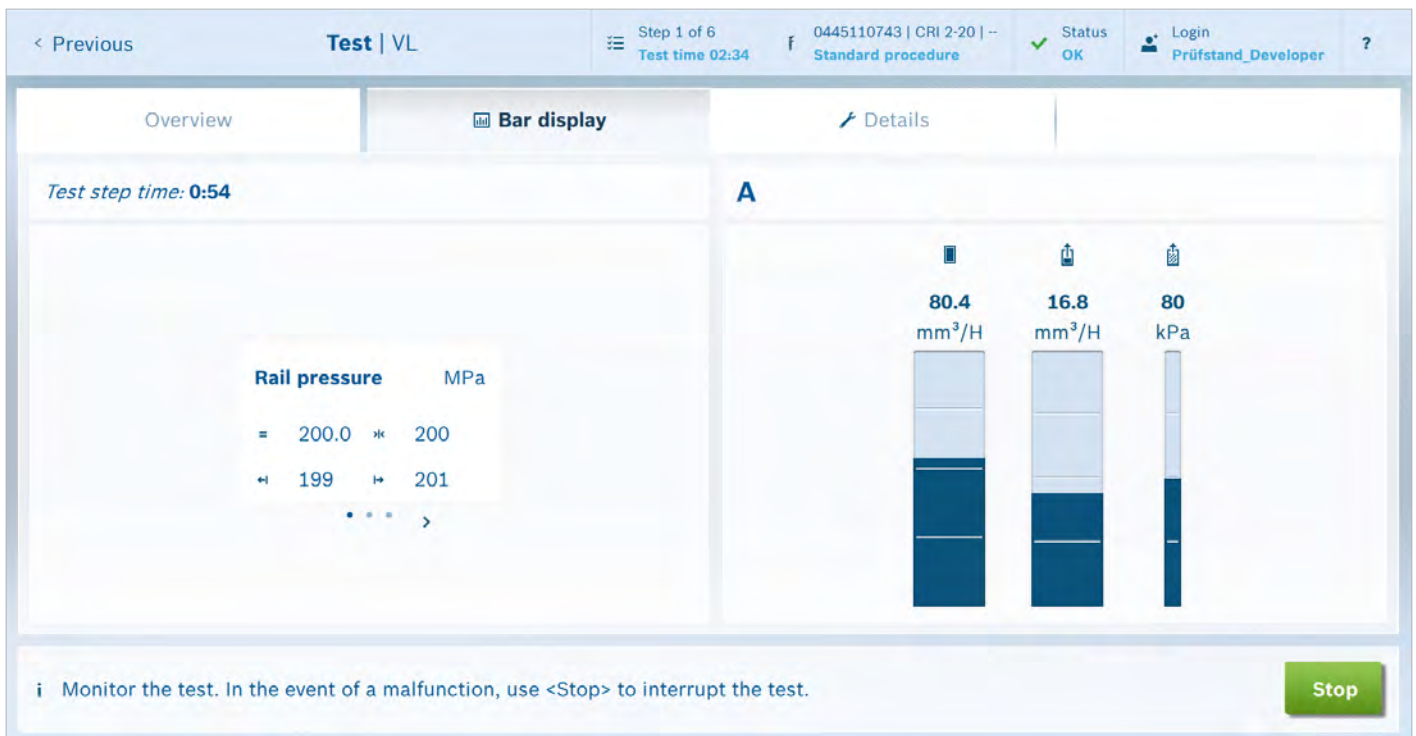 < Previous
Test | VL
Step 1 of 6
Test time 02:34
0445110743 | CRI 2-20 | --
Standard procedure
Status
OK
Login
Prüfstand_Developer
?
Overview
Bar display
Details
Test step time: 0:54
A
Rail pressure MPa
= 200.0 200
199 201
>
80.4 16.8 80
mm³/H mm³/H kPa
i Monitor the test. In the event of a malfunction, use <Stop> to interrupt the test.
Stop